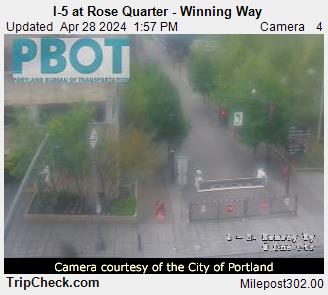 I-5 at Rose Quarter - Winning Way
Updated Apr 28 2024 1:57 PM Camera 4
PBOT
PORTLAND BUREAU OF TRANSPORTATION
Camera courtesy of the City of Portland
TripCheck.com Milepost302.00